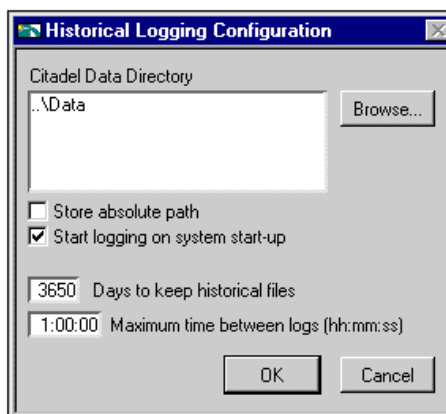 Historical Logging Configuration
Citadel Data Directory
..\Data
Browse...
Store absolute path
Start logging on system start-up
3650 Days to keep historical files
1:00:00 Maximum time between logs (hh:mm:ss)
OK Cancel